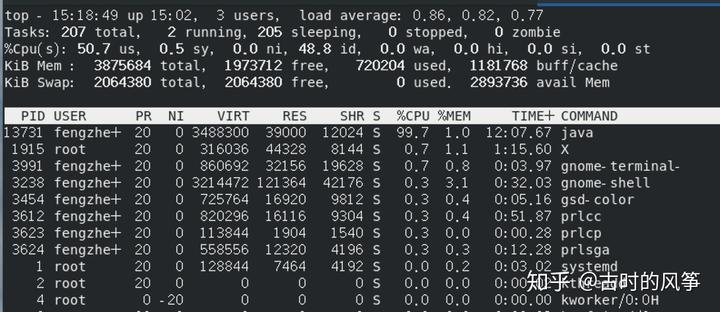 top - 15:18:49 up 15:02,  3 users,  load average: 0.86, 0.82, 0.77
Tasks: 207 total,   2 running, 205 sleeping,   0 stopped,   0 zombie
%Cpu(s): 50.7 us,  0.5 sy,  0.0 ni, 48.8 id,  0.0 wa,  0.0 hi,  0.0 si,  0.0 st
KiB Mem :  3875684 total,  1973712 free,   720204 used,  1181768 buff/cache
KiB Swap:  2064380 total,  2064380 free,        0 used.  2893736 avail Mem
PID USER      PR  NI    VIRT    RES    SHR S  %CPU %MEM     TIME+ COMMAND
13731 fengzhe+  20   0 3488300  39000  12024 S  99.7  1.0  12:07.67 java
1915 root      20   0  316036  44328   8144 S   0.7  1.1   1:15.60 X
3991 fengzhe+  20   0  860692  32156  19628 S   0.7  0.8   0:03.97 gnome-terminal-
3238 fengzhe+  20   0 3214472 121364  42176 S   0.3  3.1   0:32.03 gnome-shell
3454 fengzhe+  20   0  725764  16920   9812 S   0.3  0.4   0:05.16 gsd-color
3612 fengzhe+  20   0  820296  16116   9304 S   0.3  0.4   0:51.87 prlcc
3623 fengzhe+  20   0  113844   1904   1540 S   0.3  0.0   0:00.28 prlcp
3624 fengzhe+  20   0  558556  12320   4196 S   0.3  0.3   0:12.28 prlsga
1 root      20   0  128844   7464   4192 S   0.0  0.2   0:03.02 systemd
2 root      20   0       0      0      0 S   0.0  0.0
4 root       0 -20       0      0      0 S   0.0  0.0   0:00.00 kworker/0:0H
知乎 @古时的风筝